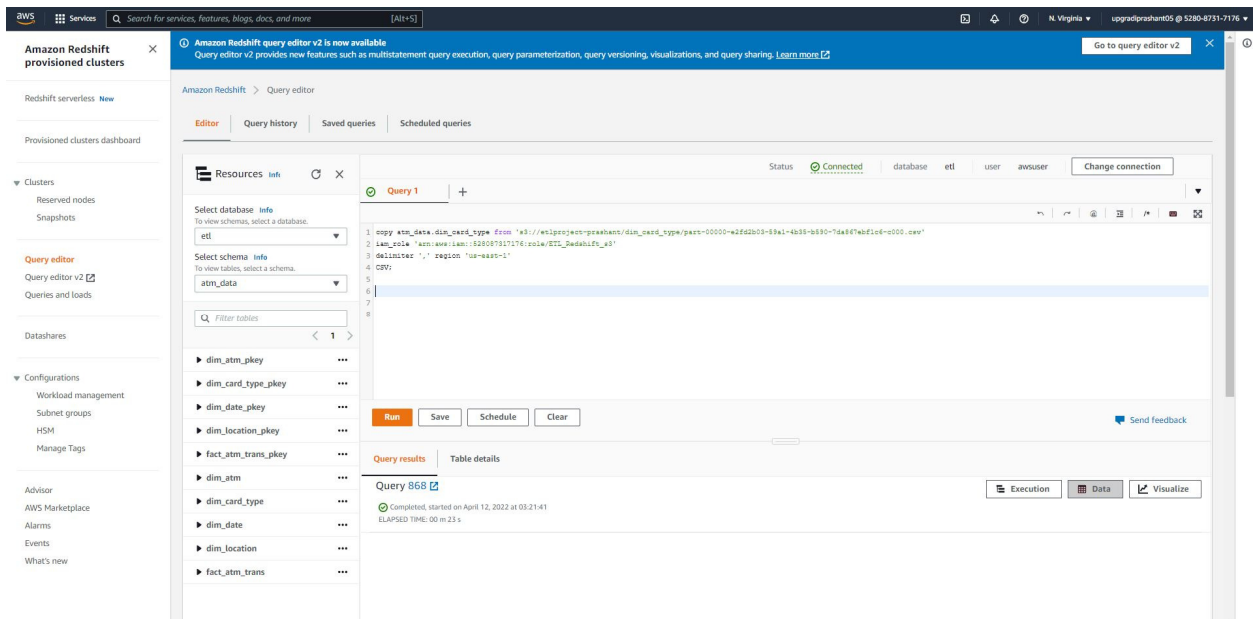 aws Services Search for services, features, blogs, docs, and more [Alt+S] N. Virginia upgradiprashant05 @ 5280-8731-7176
Amazon Redshift provisioned clusters
Redshift serverless New
Provisioned clusters dashboard
Clusters
Reserved nodes
Snapshots
Query editor
Query editor v2
Queries and loads
Datashares
Configurations
Workload management
Subnet groups
HSM
Manage Tags
Advisor
AWS Marketplace
Alarms
Events
What's new
Amazon Redshift query editor v2 is now available
Query editor v2 provides new features such as multistatement query execution, query parameterization, query versioning, visualizations, and query sharing. Learn more
Go to query editor v2
Amazon Redshift > Query editor
Editor Query history Saved queries Scheduled queries
Resources Info
Select database Info
To view schemas, select a database.
etl
Select schema Info
To view tables, select a schema.
atm_data
Filter tables
< 1 >
dim_atm_pkey
dim_card_type_pkey
dim_date_pkey
dim_location_pkey
fact_atm_trans_pkey
dim_atm
dim_card_type
dim_date
dim_location
fact_atm_trans
Status Connected database etl user awsuser Change connection
Query 1 +
1 copy atm_data.dim_card_type from 's3://etlproject-prashant/dim_card_type/part-00000-e2fd2b03-59a1-4b35-b590-7da867ebf1c6-c000.csv'
2 iam_role 'arn:aws:iam::528087317176:role/ETL_Redshift_s3'
3 delimiter ',' region 'us-east-1'
4 CSV;
5
6
7
8
Run Save Schedule Clear
Send feedback
Query results Table details
Query 868
Execution Data Visualize
Completed, started on April 12, 2022 at 03:21:41
ELAPSED TIME: 00 m 23 s